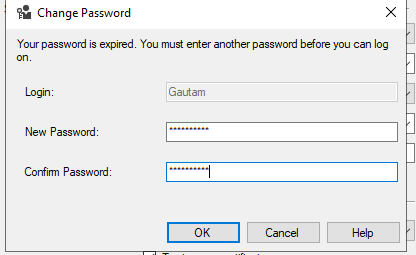 Change Password
Your password is expired. You must enter another password before you can log
on.
Login:
Gautam
New Password:
**********
Confirm Password:
**********
OK
Cancel
Help